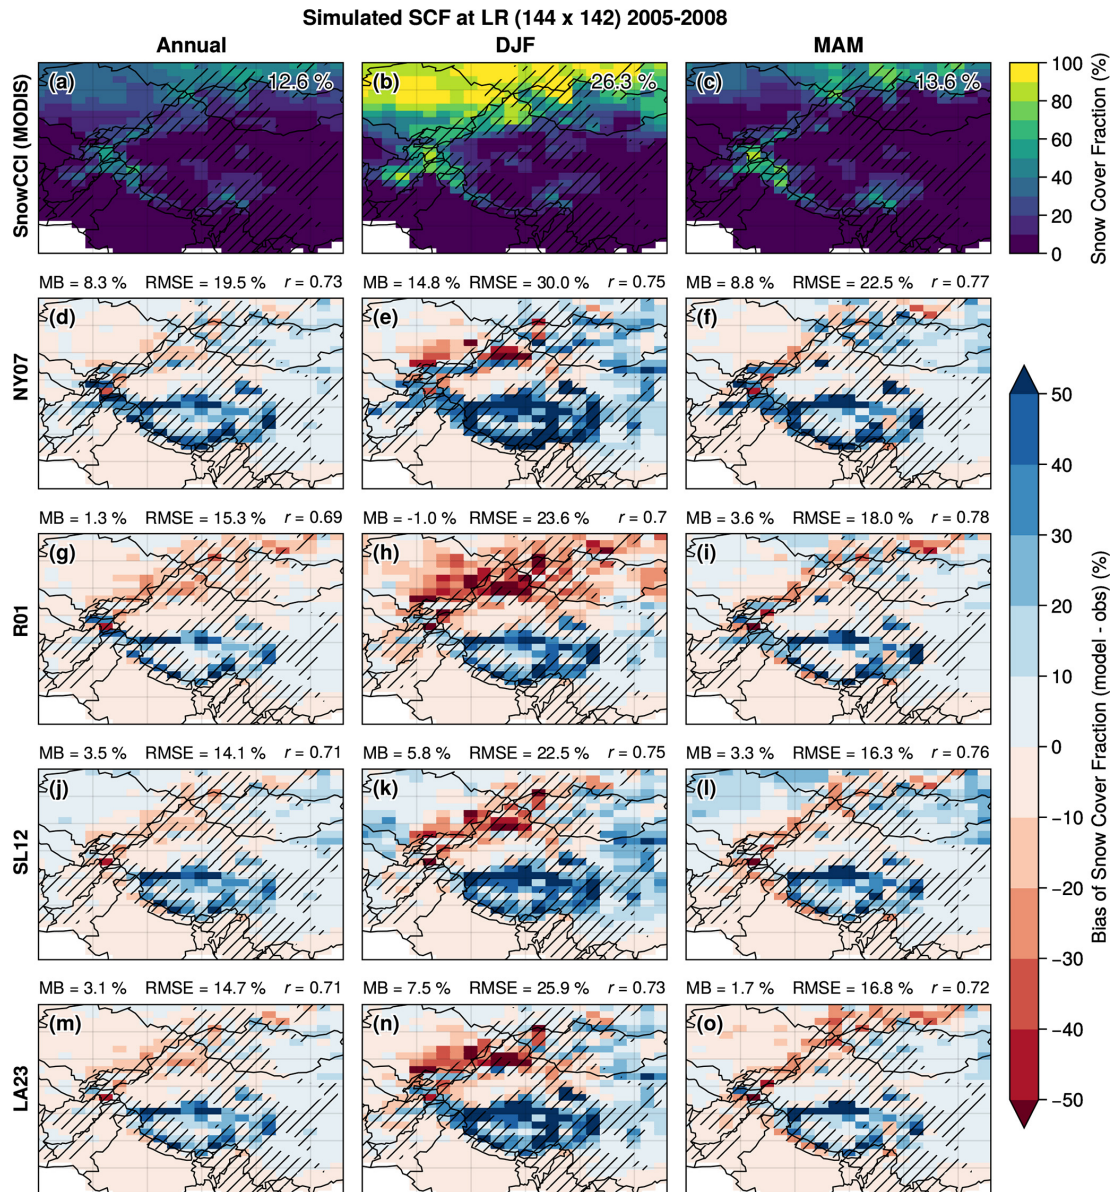 Simulated SCF at LR (144 x 142) 2005-2008
Annual
DJF
MAM
SnowCCI (MODIS)
(a) 12.6 %
(b) 26.3 %
(c) 13.6 %
100
80
60
40
20
0
Snow Cover Fraction (%)
MB = 8.3 % RMSE = 19.5 % r = 0.73
MB = 14.8 % RMSE = 30.0 % r = 0.75
MB = 8.8 % RMSE = 22.5 % r = 0.77
NY07
(d)
(e)
(f)
MB = 1.3 % RMSE = 15.3 % r = 0.69
MB = -1.0 % RMSE = 23.6 % r = 0.7
MB = 3.6 % RMSE = 18.0 % r = 0.78
R01
(g)
(h)
(i)
MB = 3.5 % RMSE = 14.1 % r = 0.71
MB = 5.8 % RMSE = 22.5 % r = 0.75
MB = 3.3 % RMSE = 16.3 % r = 0.76
SL12
(j)
(k)
(l)
MB = 3.1 % RMSE = 14.7 % r = 0.71
MB = 7.5 % RMSE = 25.9 % r = 0.73
MB = 1.7 % RMSE = 16.8 % r = 0.72
LA23
(m)
(n)
(o)
50
40
30
20
10
0
−10
−20
−30
−40
−50
Bias of Snow Cover Fraction (model - obs) (%)